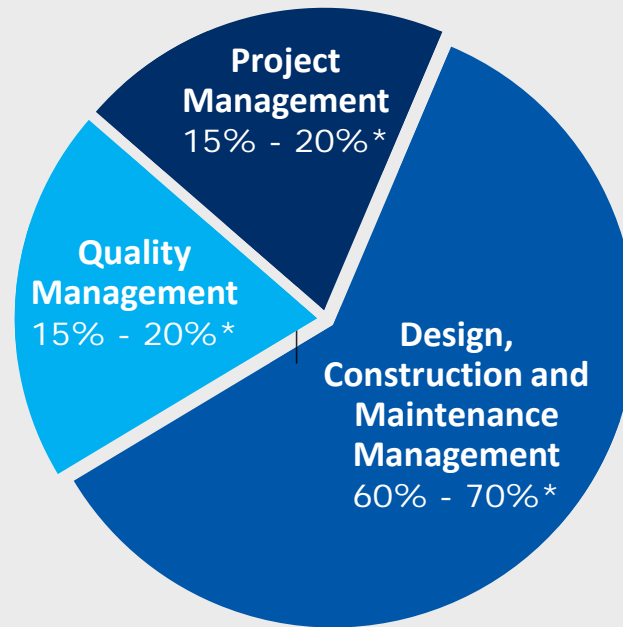 Project
Management
15% - 20%*
Quality
Management
15% - 20%*
Design,
Construction and
Maintenance
Management
60% - 70%*